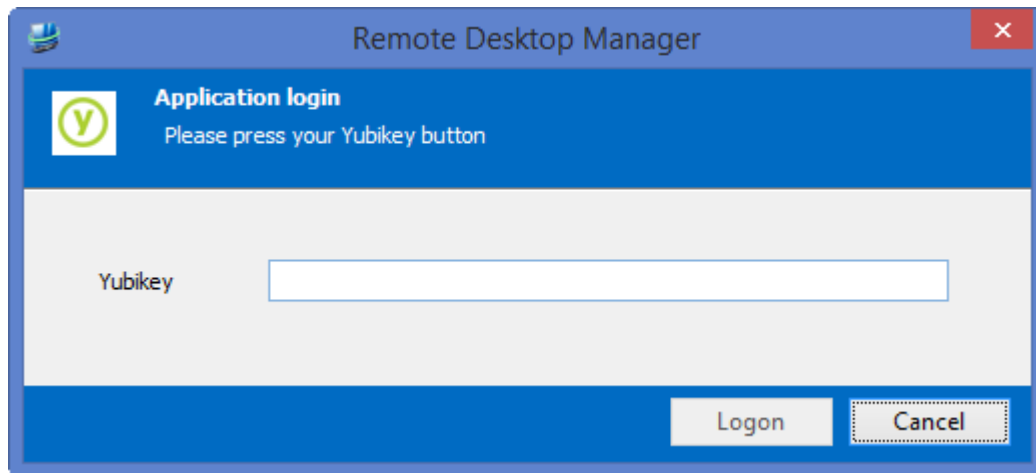 Remote Desktop Manager
Application login
Please press your Yubikey button
Yubikey
Logon
Cancel